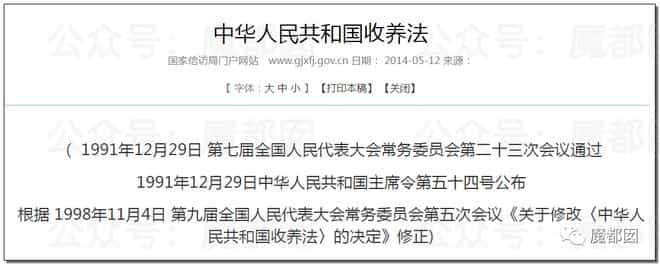 中华人民共和国收养法
国家信访局门户网站 www.gjxfj.gov.cn 日期： 2014-05-12 来源：
【 字体：大 中 小 】 【打印本稿】 【关闭】
（ 1991年12月29日 第七届全国人民代表大会常务委员会第二十三次会议通过
1991年12月29日中华人民共和国主席令第五十四号公布
根据 1998年11月4日 第九届全国人民代表大会常务委员会第五次会议《关于修改〈中华人
民共和国收养法〉的决定》修正)
魔都囡
公众号：魔都囡